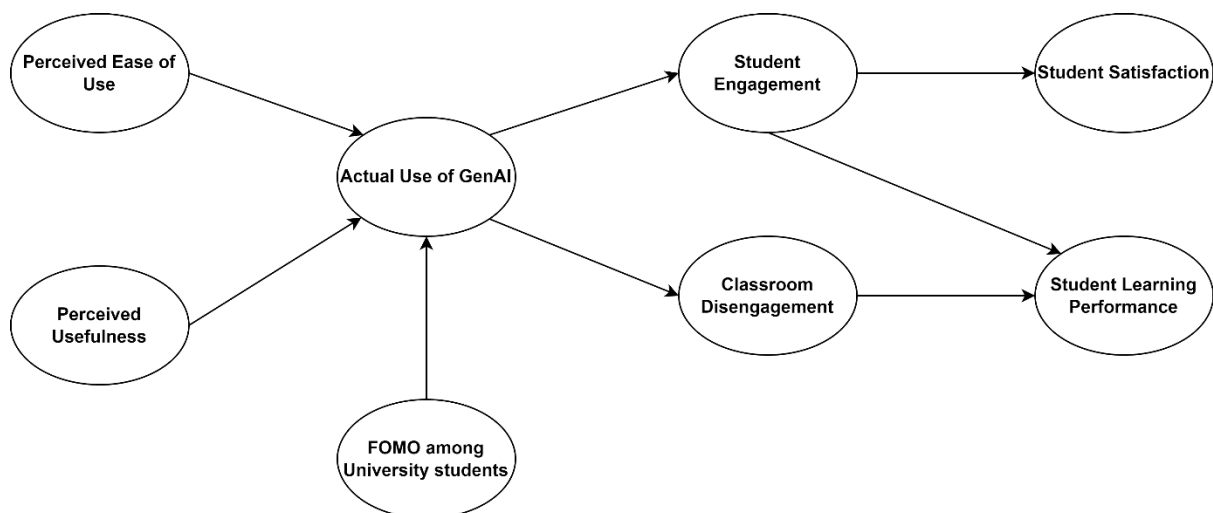 Perceived Ease of
Use
Student
Engagement
Student Satisfaction
Actual Use of GenAI
Perceived
Usefulness
Classroom
Disengagement
Student Learning
Performance
FOMO among
University students